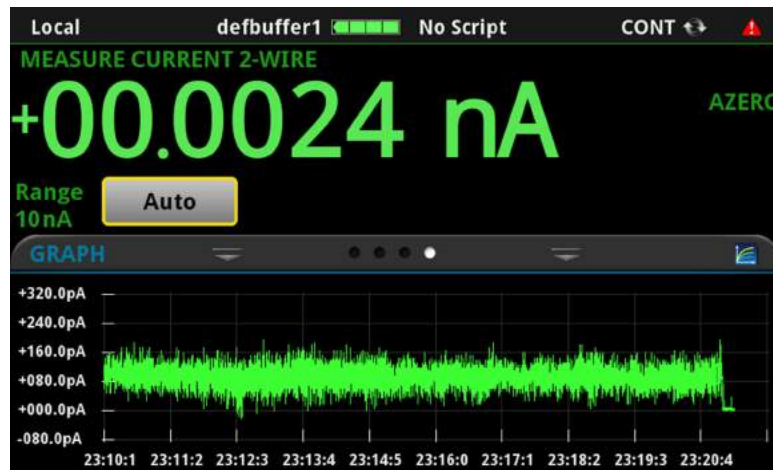 Local defbuffer1 No Script CONT
MEASURE CURRENT 2-WIRE
+00.0024 nA
AZERO
Range
10nA
Auto
GRAPH
+320.0pA
+240.0pA
+160.0pA
+080.0pA
+000.0pA
-080.0pA
23:10:1 23:11:2 23:12:3 23:13:4 23:14:5 23:16:0 23:17:1 23:18:2 23:19:3 23:20:4